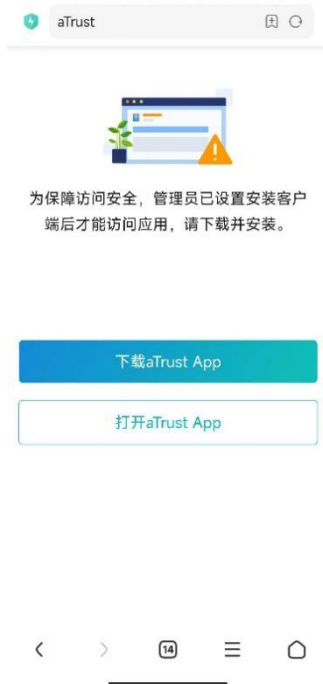 aTrust
为保障访问安全，管理员已设置安装客户
端后才能访问应用，请下载并安装。
下载aTrust App
打开aTrust App
14